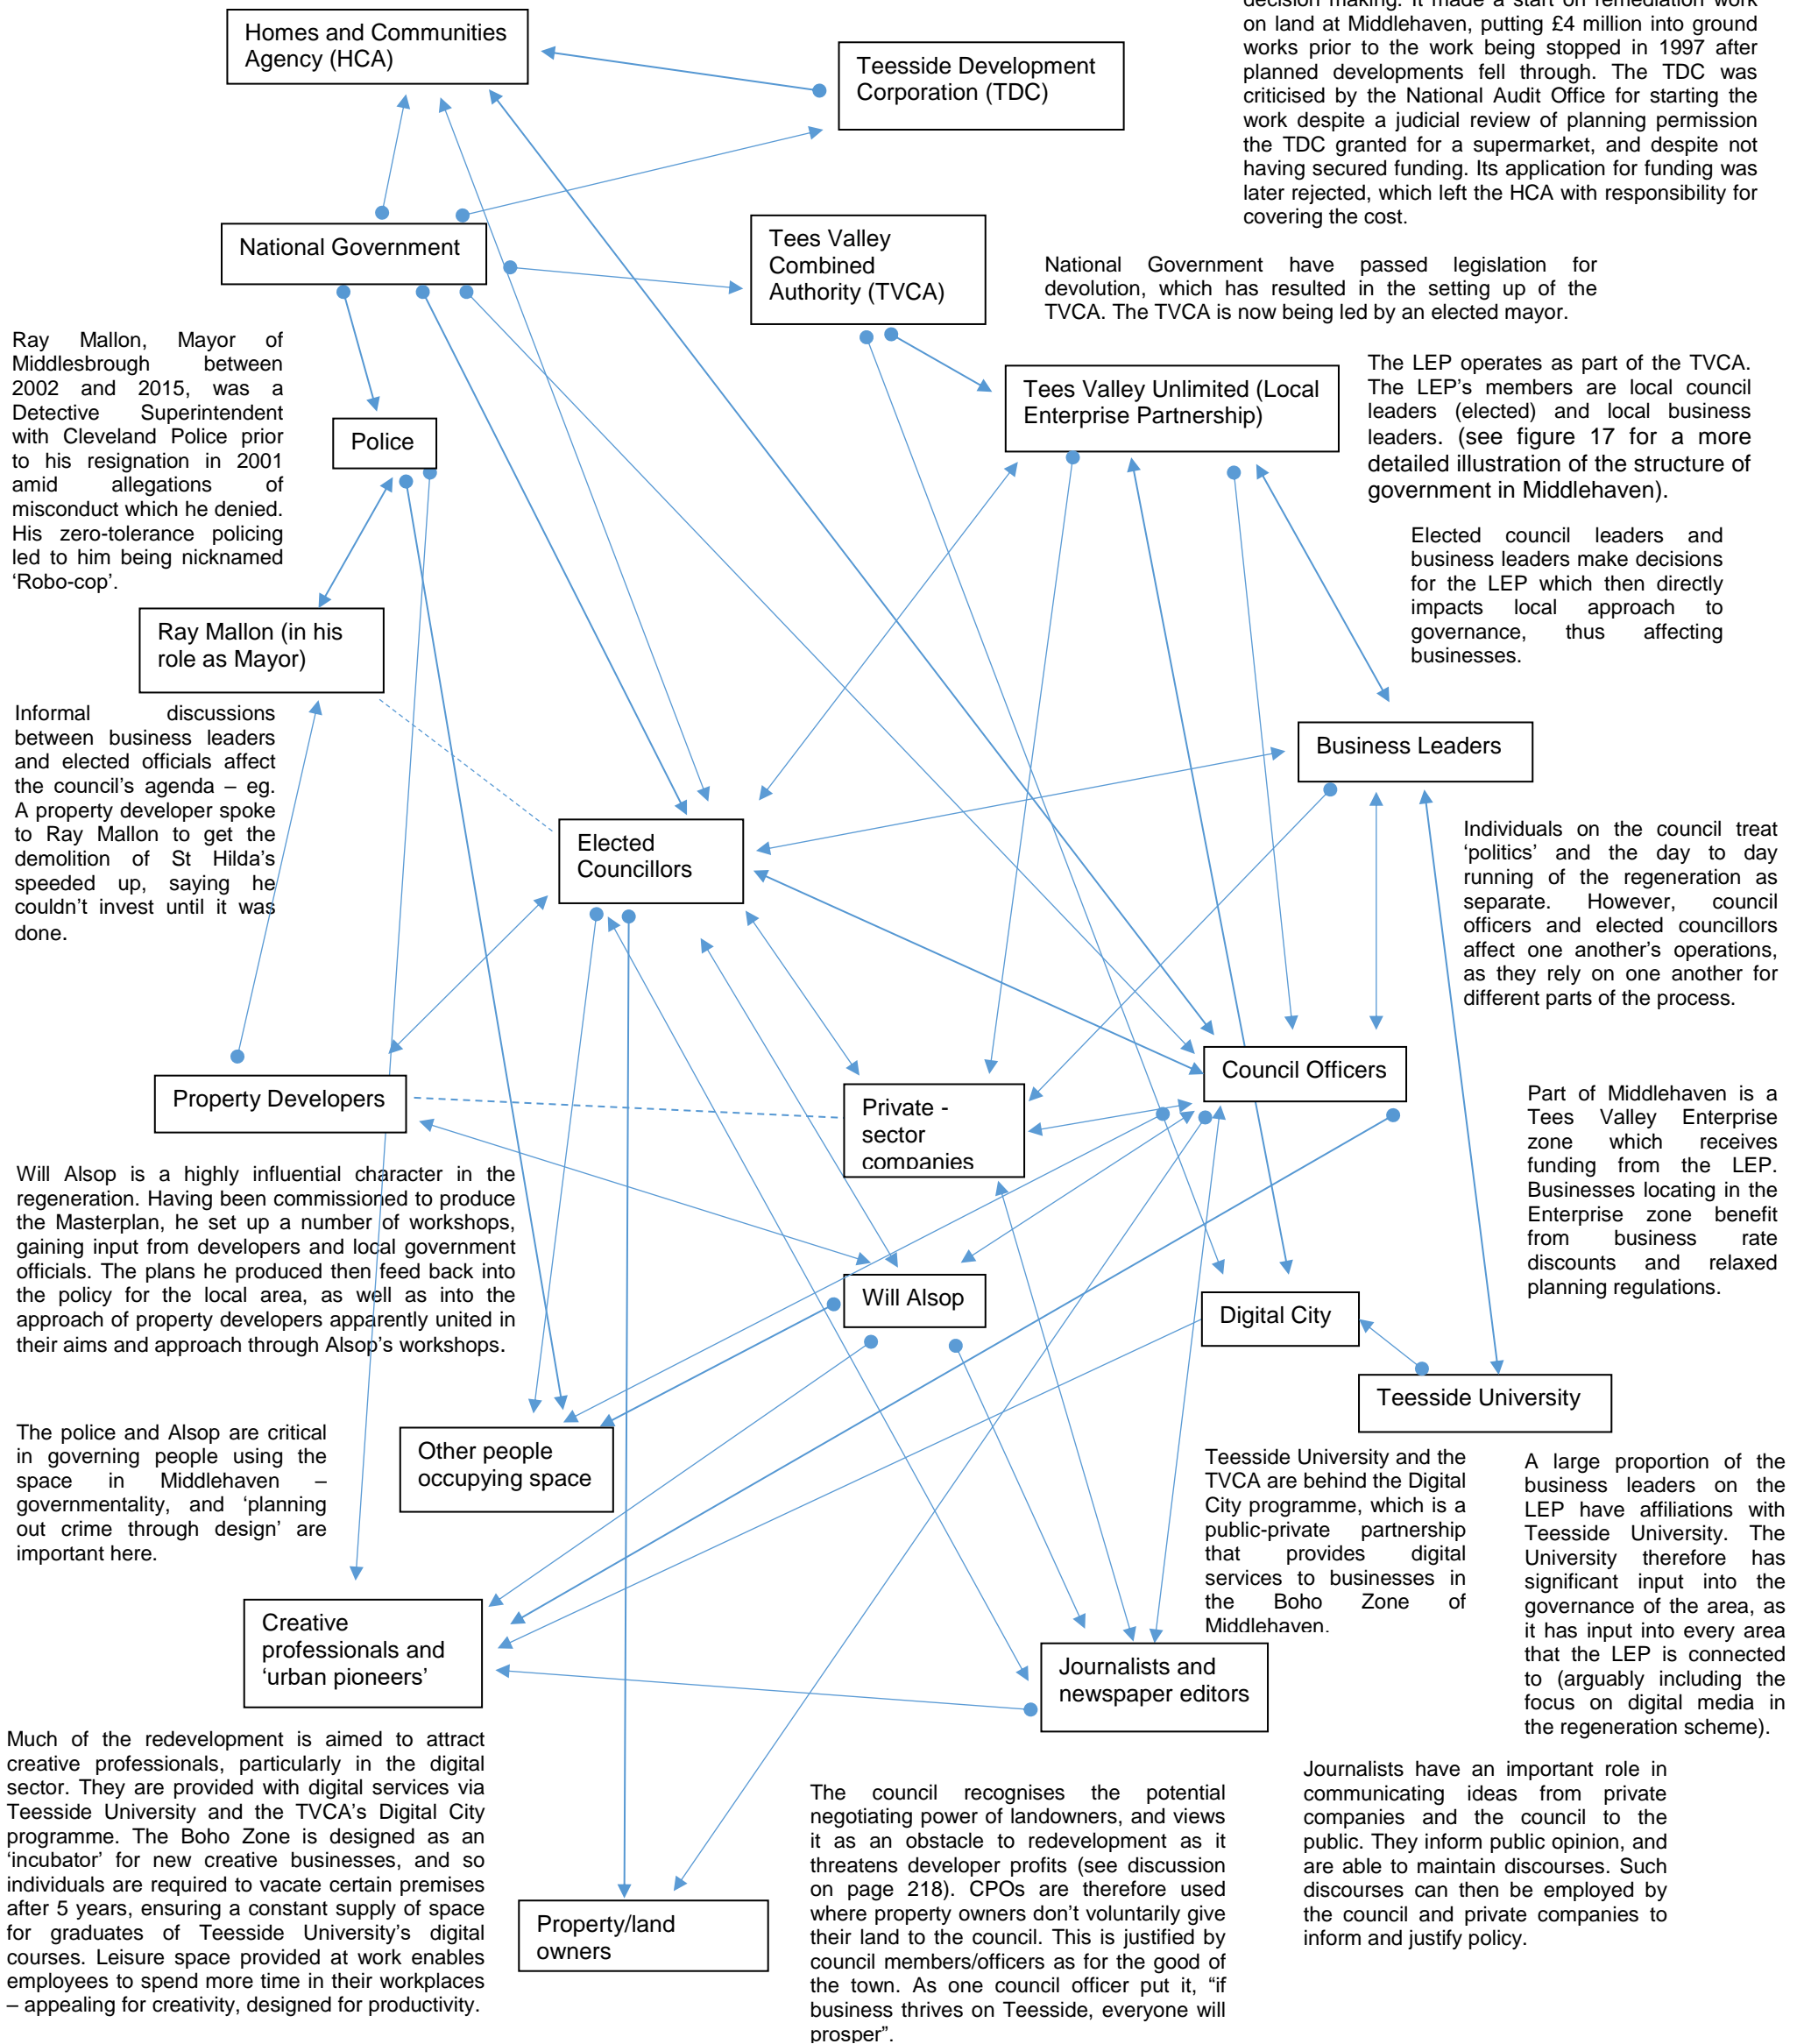 decision making. It made a start on remediation work
on land at Middlehaven, putting £4 million into ground
works prior to the work being stopped in 1997 after
planned developments fell through. The TDC was
criticised by the National Audit Office for starting the
work despite a judicial review of planning permission
the TDC granted for a supermarket, and despite not
having secured funding. Its application for funding was
later rejected, which left the HCA with responsibility for
covering the cost.
Homes and Communities
Agency (HCA)
Teesside Development
Corporation (TDC)
National Government
Tees Valley
Combined
Authority (TVCA)
National Government have passed legislation for
devolution, which has resulted in the setting up of the
TVCA. The TVCA is now being led by an elected mayor.
Ray Mallon, Mayor of
Middlesbrough between
2002 and 2015, was a
Detective Superintendent
with Cleveland Police prior
to his resignation in 2001
amid allegations of
misconduct which he denied.
His zero-tolerance policing
led to him being nicknamed
‘Robo-cop’.
Police
Tees Valley Unlimited (Local
Enterprise Partnership)
The LEP operates as part of the TVCA.
The LEP’s members are local council
leaders (elected) and local business
leaders. (see figure 17 for a more
detailed illustration of the structure of
government in Middlehaven).
Elected council leaders and
business leaders make decisions
for the LEP which then directly
impacts local approach to
governance, thus affecting
businesses.
Ray Mallon (in his
role as Mayor)
Informal discussions
between business leaders
and elected officials affect
the council’s agenda – eg.
A property developer spoke
to Ray Mallon to get the
demolition of St Hilda’s
speeded up, saying he
couldn’t invest until it was
done.
Business Leaders
Elected
Councillors
Individuals on the council treat
‘politics’ and the day to day
running of the regeneration as
separate. However, council
officers and elected councillors
affect one another’s operations,
as they rely on one another for
different parts of the process.
Property Developers
Private -
sector
companies
Council Officers
Part of Middlehaven is a
Tees Valley Enterprise
zone which receives
funding from the LEP.
Businesses locating in the
Enterprise zone benefit
from business rate
discounts and relaxed
planning regulations.
Will Alsop is a highly influential character in the
regeneration. Having been commissioned to produce
the Masterplan, he set up a number of workshops,
gaining input from developers and local government
officials. The plans he produced then feed back into
the policy for the local area, as well as into the
approach of property developers apparently united in
their aims and approach through Alsop’s workshops.
Will Alsop
Digital City
Teesside University
The police and Alsop are critical
in governing people using the
space in Middlehaven –
governmentality, and ‘planning
out crime through design’ are
important here.
Other people
occupying space
Teesside University and the
TVCA are behind the Digital
City programme, which is a
public-private partnership
that provides digital
services to businesses in
the Boho Zone of
Middlehaven.
A large proportion of the
business leaders on the
LEP have affiliations with
Teesside University. The
University therefore has
significant input into the
governance of the area, as
it has input into every area
that the LEP is connected
to (arguably including the
focus on digital media in
the regeneration scheme).
Creative
professionals and
‘urban pioneers’
Journalists and
newspaper editors
Much of the redevelopment is aimed to attract
creative professionals, particularly in the digital
sector. They are provided with digital services via
Teesside University and the TVCA’s Digital City
programme. The Boho Zone is designed as an
‘incubator’ for new creative businesses, and so
individuals are required to vacate certain premises
after 5 years, ensuring a constant supply of space
for graduates of Teesside University’s digital
courses. Leisure space provided at work enables
employees to spend more time in their workplaces
– appealing for creativity, designed for productivity.
Property/land
owners
The council recognises the potential
negotiating power of landowners, and views
it as an obstacle to redevelopment as it
threatens developer profits (see discussion
on page 218). CPOs are therefore used
where property owners don’t voluntarily give
their land to the council. This is justified by
council members/officers as for the good of
the town. As one council officer put it, “if
business thrives on Teesside, everyone will
prosper”.
Journalists have an important role in
communicating ideas from private
companies and the council to the
public. They inform public opinion, and
are able to maintain discourses. Such
discourses can then be employed by
the council and private companies to
inform and justify policy.